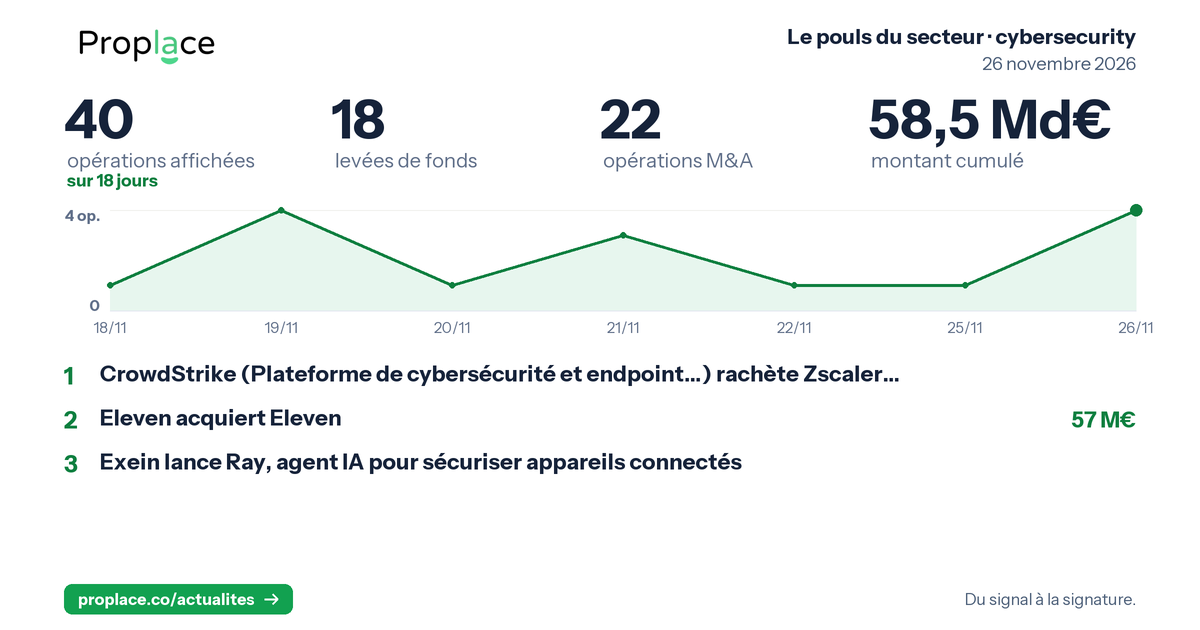 Proplace
Le pouls du secteur · cybersecurity
26 novembre 2026
40
18
22
58,5 Md€
opérations affichées
levées de fonds
opérations M&A
montant cumulé
sur 18 jours
4 op.
0
18/11
19/11
20/11
21/11
22/11
25/11
26/11
1 CrowdStrike (Plateforme de cybersécurité et endpoint...) rachète Zscaler...
2 Eleven acquiert Eleven 57 M€
3 Exein lance Ray, agent IA pour sécuriser appareils connectés
proplace.co/actualites →
Du signal à la signature.